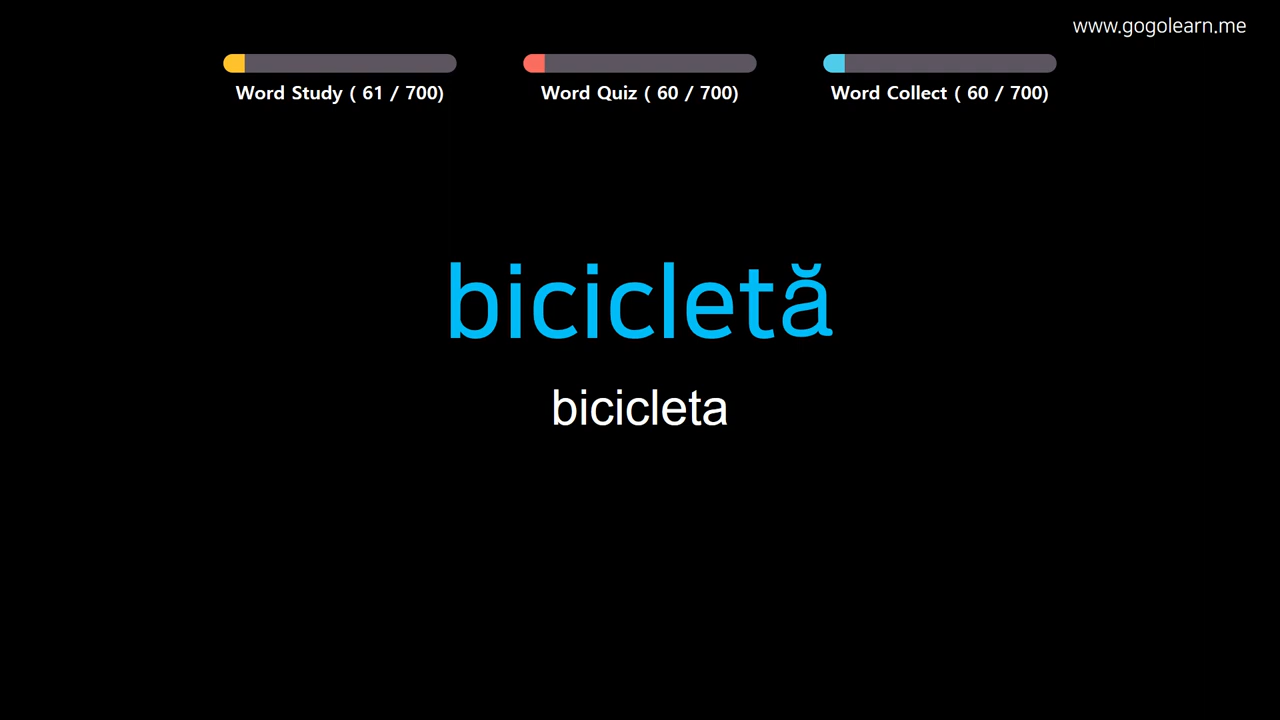 www.gogolearn.me
Word Study ( 61 / 700)
Word Quiz ( 60 / 700)
Word Collect ( 60 / 700)
bicicletă
bicicleta